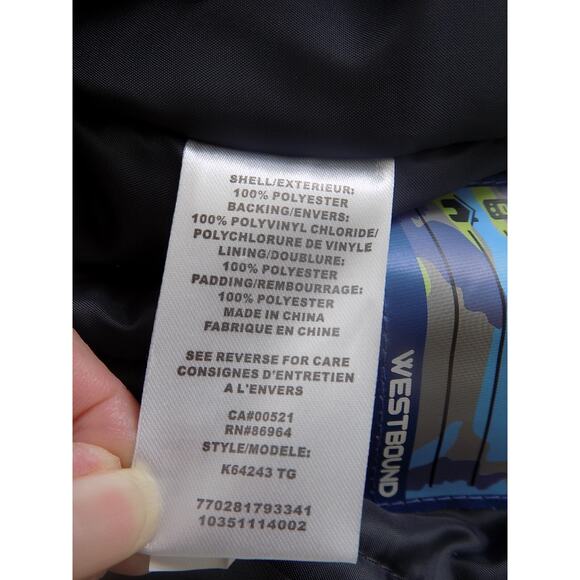 SHELL/EXTERIEUR:
100% POLYESTER
BACKING/ENVERS:
100% POLYVINYL CHLORIDE/
POLYCHLORURE DE VINYLE
LINING/DOUBLURE:
100% POLYESTER
PADDING/REMBOURRAGE:
100% POLYESTER
MADE IN CHINA
FABRIQUE EN CHINE
SEE REVERSE FOR CARE
CONSIGNES D'ENTRETIEN
A L'ENVERS
CA#00521
RN#86964
STYLE/MODELE:
K64243 TG
770281793341
10351114002
WESTBOUND